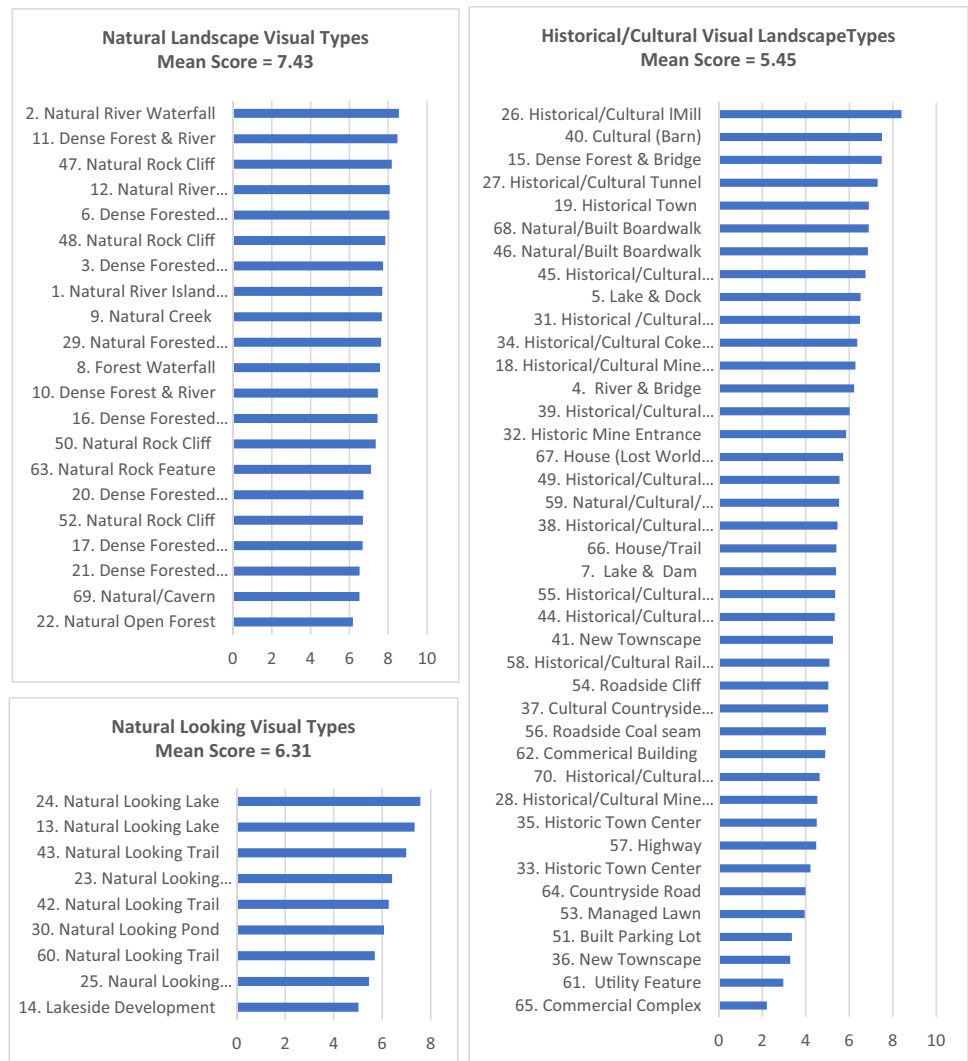 Natural Landscape Visual Types
Mean Score = 7.43
2. Natural River Waterfall
11. Dense Forest & River
47. Natural Rock Cliff
12. Natural River...
6. Dense Forested...
48. Natural Rock Cliff
3. Dense Forested...
1. Natural River Island...
9. Natural Creek
29. Natural Forested...
8. Forest Waterfall
10. Dense Forest & River
16. Dense Forested...
50. Natural Rock Cliff
63. Natural Rock Feature
20. Dense Forested...
52. Natural Rock Cliff
17. Dense Forested...
21. Dense Forested...
69. Natural/Cavern
22. Natural Open Forest
0 2 4 6 8 10
Natural Looking Visual Types
Mean Score = 6.31
24. Natural Looking Lake
13. Natural Looking Lake
43. Natural Looking Trail
23. Natural Looking...
42. Natural Looking Trail
30. Natural Looking Pond
60. Natural Looking Trail
25. Naural Looking...
14. Lakeside Development
0 2 4 6 8
Historical/Cultural Visual LandscapeTypes
Mean Score = 5.45
26. Historical/Cultural lMill
40. Cultural (Barn)
15. Dense Forest & Bridge
27. Historical/Cultural Tunnel
19. Historical Town
68. Natural/Built Boardwalk
46. Natural/Built Boardwalk
45. Historical/Cultural...
5. Lake & Dock
31. Historical /Cultural...
34. Historical/Cultural Coke...
18. Historical/Cultural Mine...
4. River & Bridge
39. Historical/Cultural...
32. Historic Mine Entrance
67. House (Lost World...
49. Historical/Cultural...
59. Natural/Cultural/...
38. Historical/Cultural...
66. House/Trail
7. Lake & Dam
55. Historical/Cultural...
44. Historical/Cultural...
41. New Townscape
58. Historical/Cultural Rail...
54. Roadside Cliff
37. Cultural Countryside...
56. Roadside Coal seam
62. Commerical Building
70. Historical/Cultural...
28. Historical/Cultural Mine...
35. Historic Town Center
57. Highway
33. Historic Town Center
64. Countryside Road
53. Managed Lawn
51. Built Parking Lot
36. New Townscape
61. Utility Feature
65. Commercial Complex
0 2 4 6 8 10